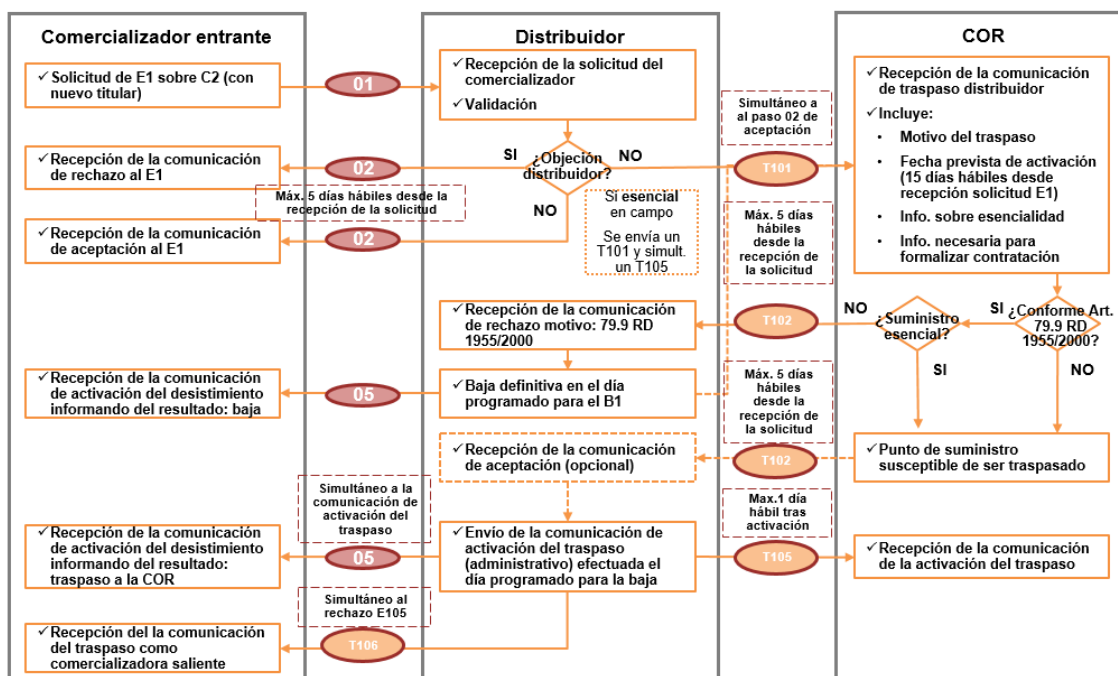 Comercializador entrante
✓Solicitud de E1 sobre C2 (con
nuevo titular)
✓Recepción de la comunicación
de rechazo al E1
✓Recepción de la comunicación
de aceptación al E1
✓Recepción de la comunicación
de activación del desistimiento
informando del resultado: baja
✓Recepción de la comunicación
de activación del desistimiento
informando del resultado:
traspaso a la COR
✓Recepción del la comunicación
del traspaso como
comercializadora saliente
01
02
Máx. 5 días hábiles desde la
recepción de la solicitud
02
05
Simultáneo a la
comunicación de
activación del
traspaso
05
Simultáneo al
rechazo E105
T106
Distribuidor
✓Recepción de la solicitud del
comercializador
✓Validación
SI
¿Objeción
distribuidor?
NO
NO
Si esencial
en campo
Se envía un
T101 y simult.
un T105
✓Recepción de la comunicación
de rechazo motivo: 79.9 RD
1955/2000
✓Baja definitiva en el día
programado para el B1
✓Recepción de la comunicación
de aceptación (opcional)
✓Envío de la comunicación de
activación del traspaso
(administrativo) efectuada el
día programado para la baja
Simultáneo a
al paso 02 de
aceptación
T101
Máx. 5 días
hábiles
desde la
recepción de
la solicitud
T102
Máx. 5 días
hábiles
desde la
recepción de
la solicitud
T102
Max.1 día
hábil tras
activación
T105
COR
✓Recepción de la comunicación
de traspaso distribuidor
✓Incluye:
• Motivo del traspaso
• Fecha prevista de activación
(15 días hábiles desde
recepción solicitud E1)
• Info. sobre esencialidad
• Info. necesaria para
formalizar contratación
NO
¿Suministro
esencial?
SI
SI
¿Conforme Art.
79.9 RD
1955/2000?
NO
✓Punto de suministro
susceptible de ser traspasado
✓Recepción de la comunicación
de la activación del traspaso